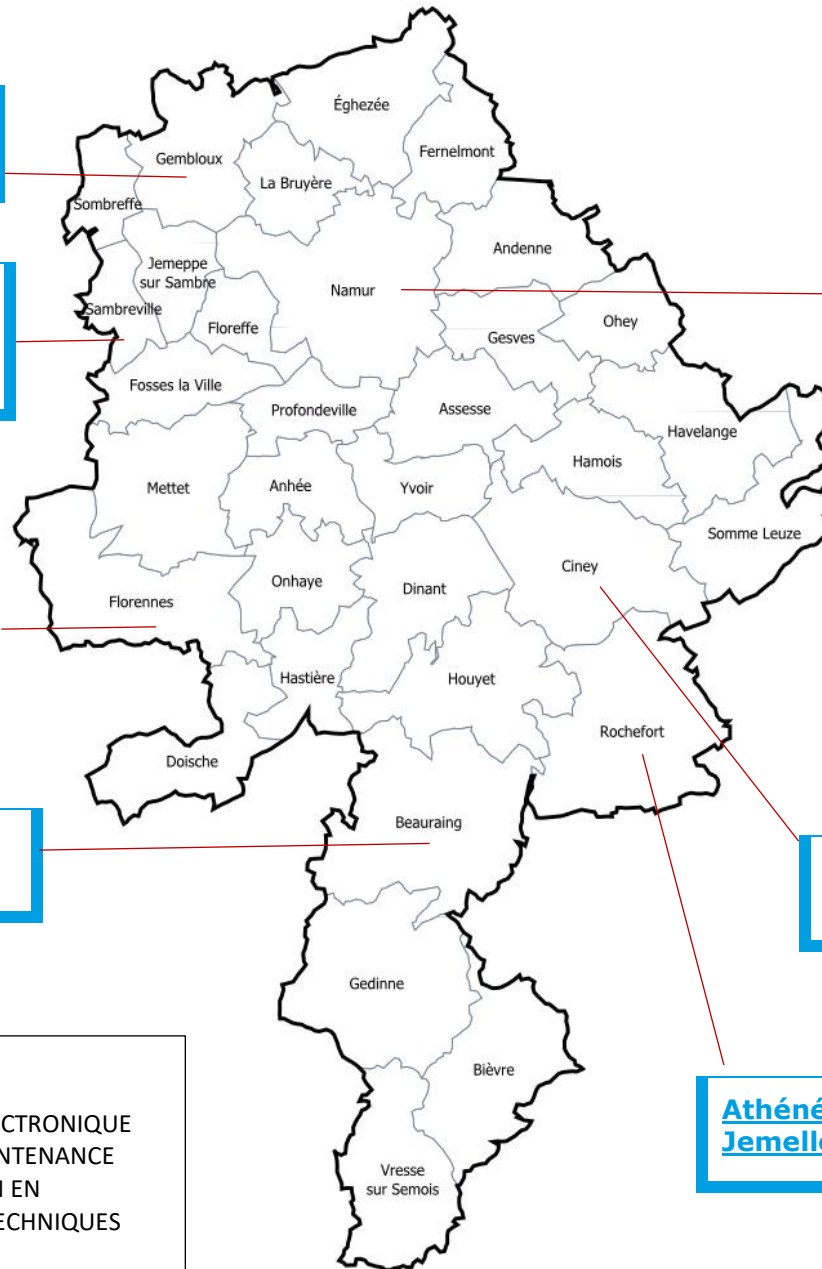 Éghezée
Fernelmont
Gembloux
La Bruyère
Sombreffe
Andenne
Jemeppe
sur Sambre
Namur
Sambreville
Floreffe
Ohey
Gesves
Fosses la Ville
Profondeville
Assesse
Havelange
Hamois
Mettet
Anhée
Yvoir
Somme Leuze
Ciney
Onhaye
Dinant
Florennes
Hastière
Houyet
Rochefort
Doische
Beauraing
Gedinne
Bièvre
Vresse
sur Semois
CTRONIQUE
NTENANCE
EN
ECHNIQUES
Athéné
Jemell